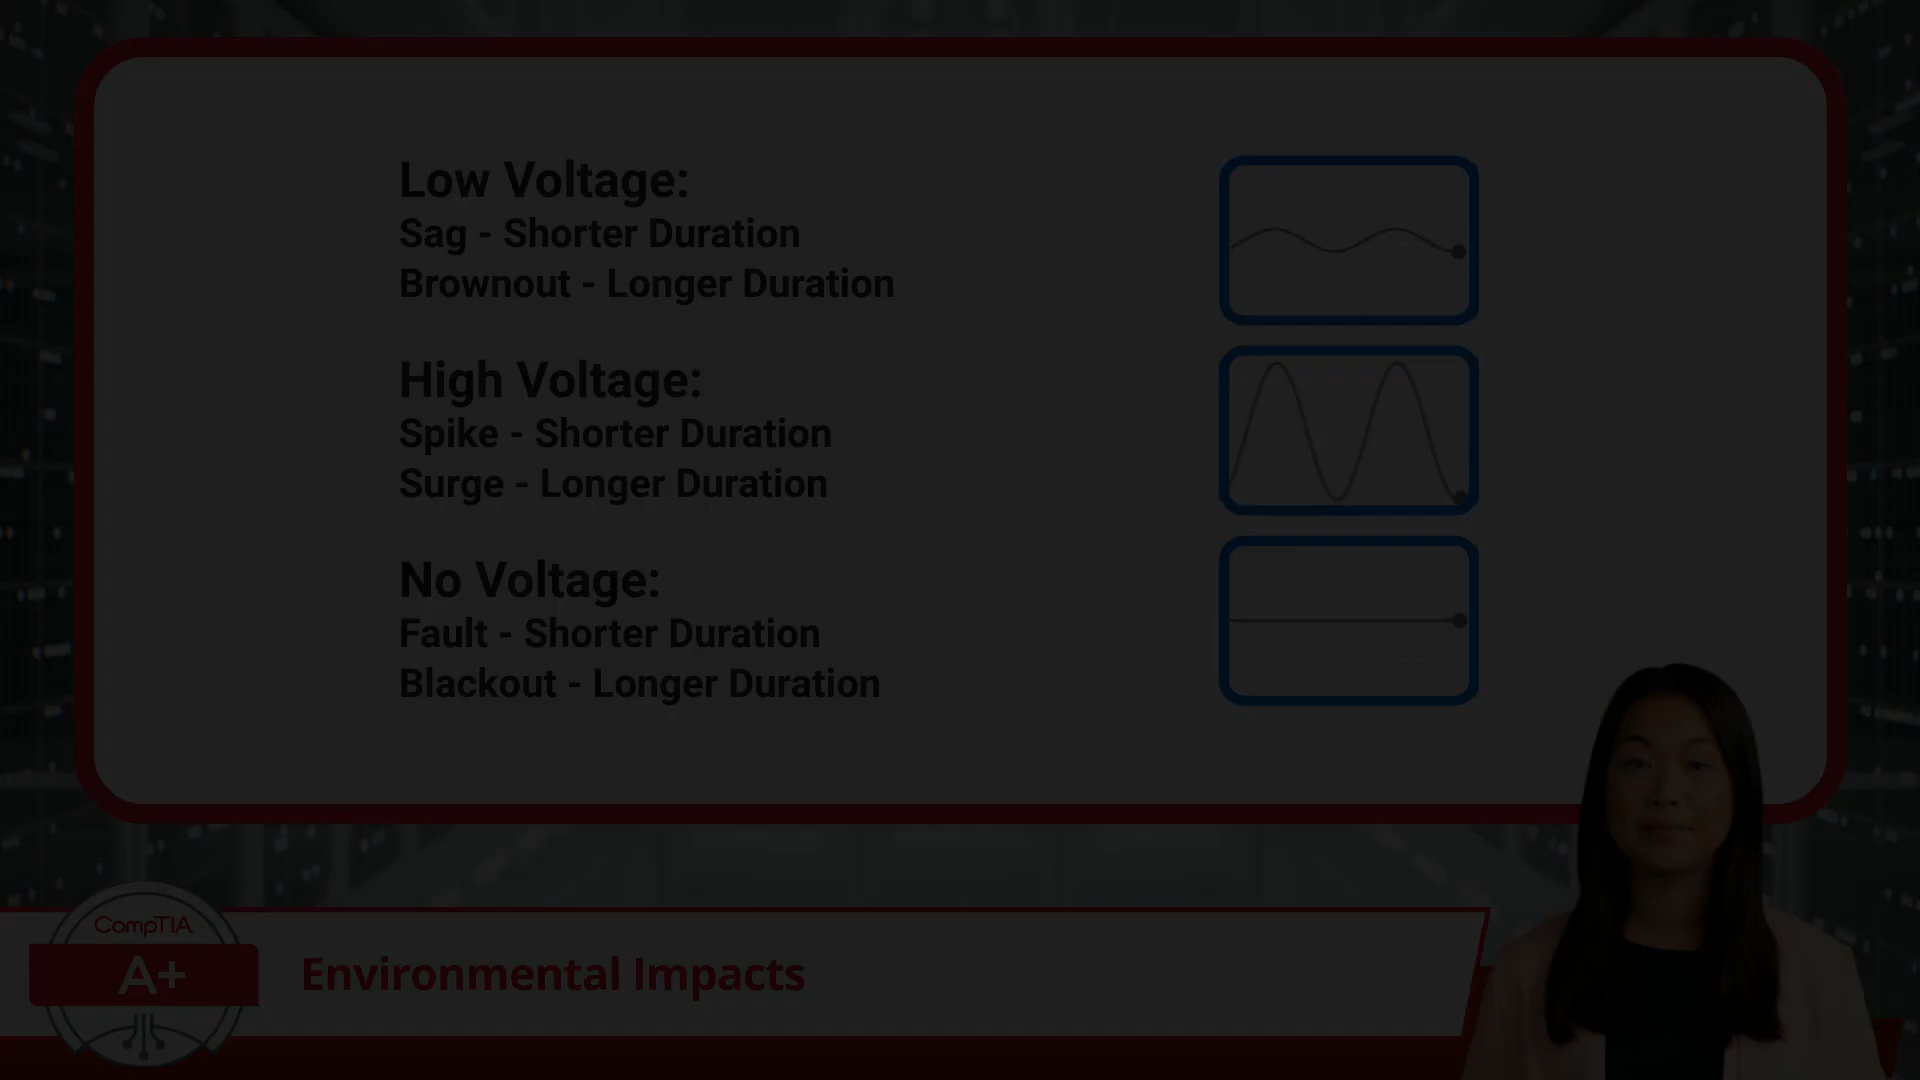 Low Voltage:
Sag - Shorter Duration
Brownout - Longer Duration
High Voltage:
Spike - Shorter Duration
Surge - Longer Duration
No Voltage:
Fault - Shorter Duration
Blackout - Longer Duration
CompTIA
A+
Environmental Impacts